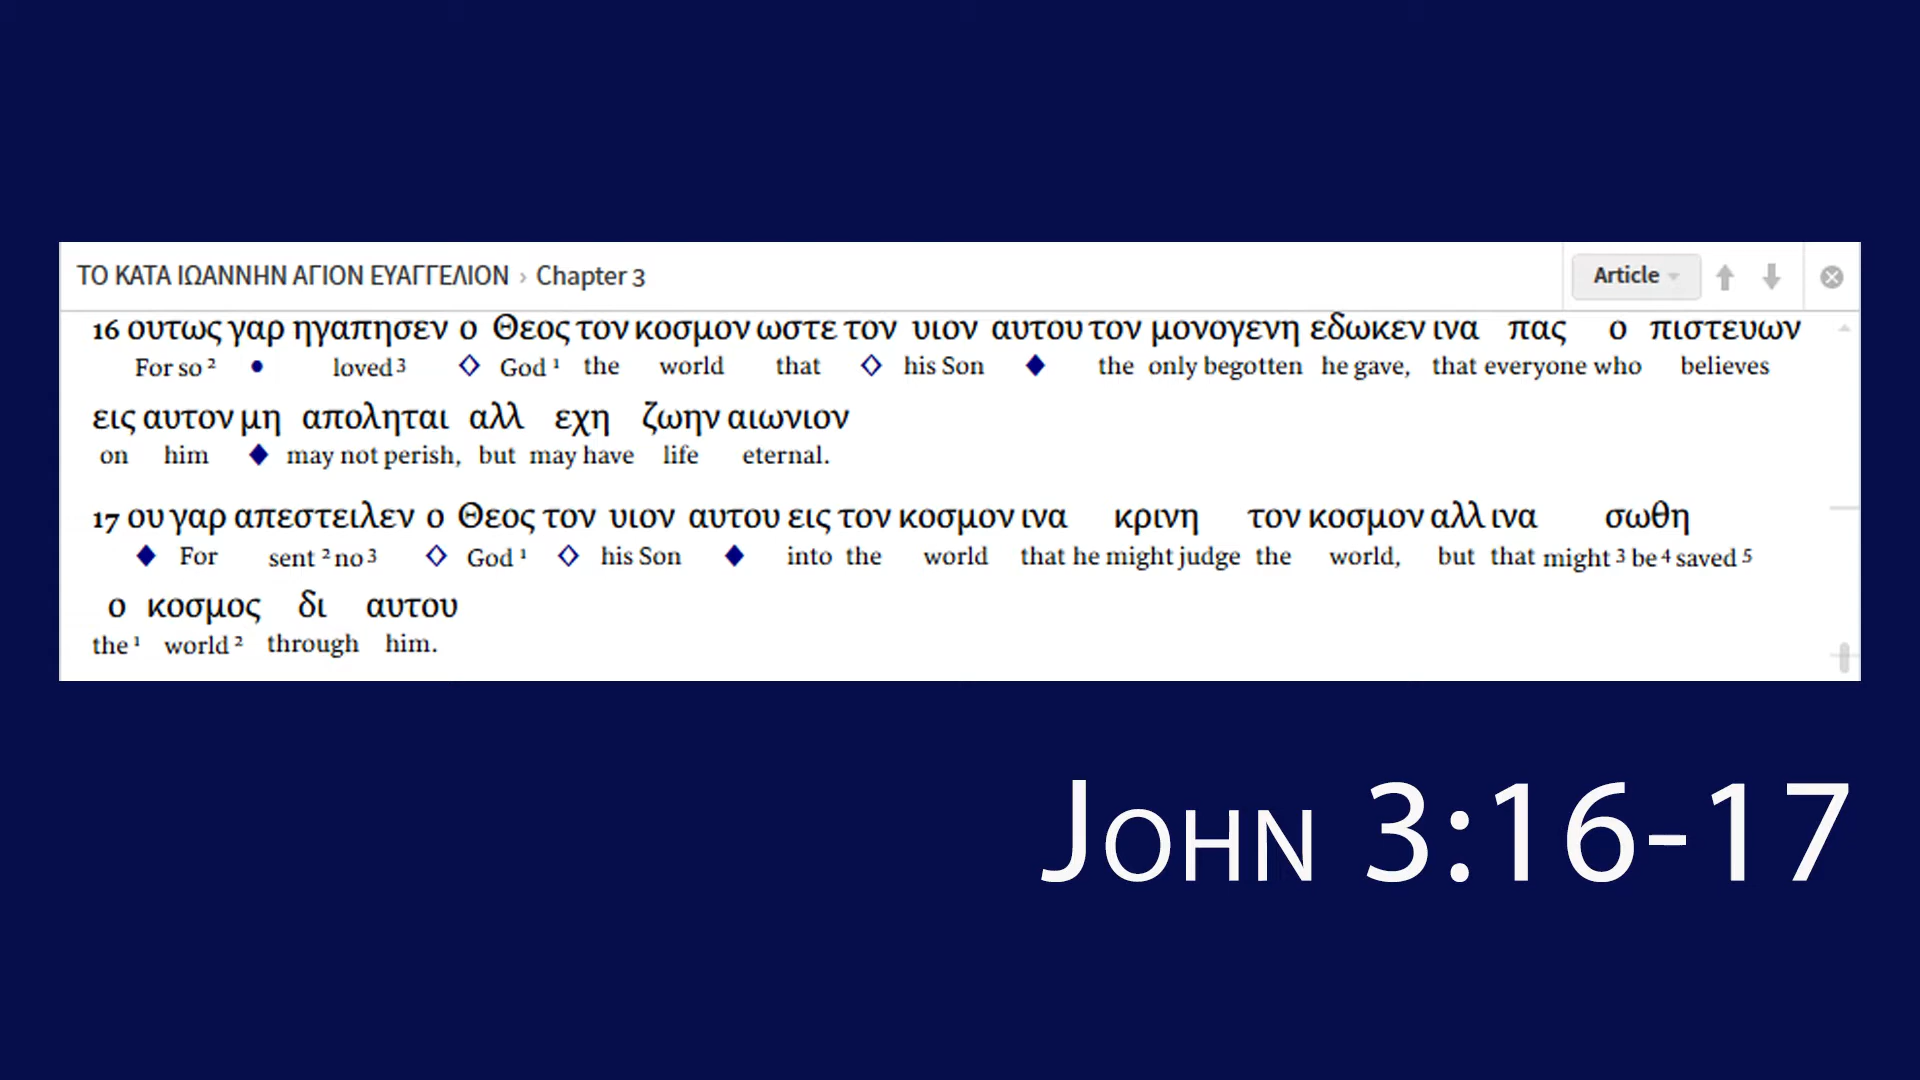 ΤΟ ΚΑΤΑ ΙΩΑΝΝΗΝ ΑΓΙΟΝ ΕΥΑΓΓΕΛΙΟΝ › Chapter 3
Article
16 ουτως γαρ ηγαπησεν ο Θεος τον κοσμον ωστε τον υιον αυτου τον μονογενη εδωκεν ινα πας ο πιστευων
For so ² • loved ³ ◇ God ¹ the world that ◇ his Son ◆ the only begotten he gave, that everyone who believes
εις αυτον μη αποληται αλλ εχη ζωην αιωνιον
on him ◆ may not perish, but may have life eternal.
17 ου γαρ απεστειλεν ο Θεος τον υιον αυτου εις τον κοσμον ινα κρινη τον κοσμον αλλ ινα σωθη
◆ For sent ² no ³ ◇ God ¹ ◇ his Son ◆ into the world that he might judge the world, but that might ³ be ⁴ saved ⁵
ο κοσμος δι αυτου
the ¹ world ² through him.
John 3:16-17